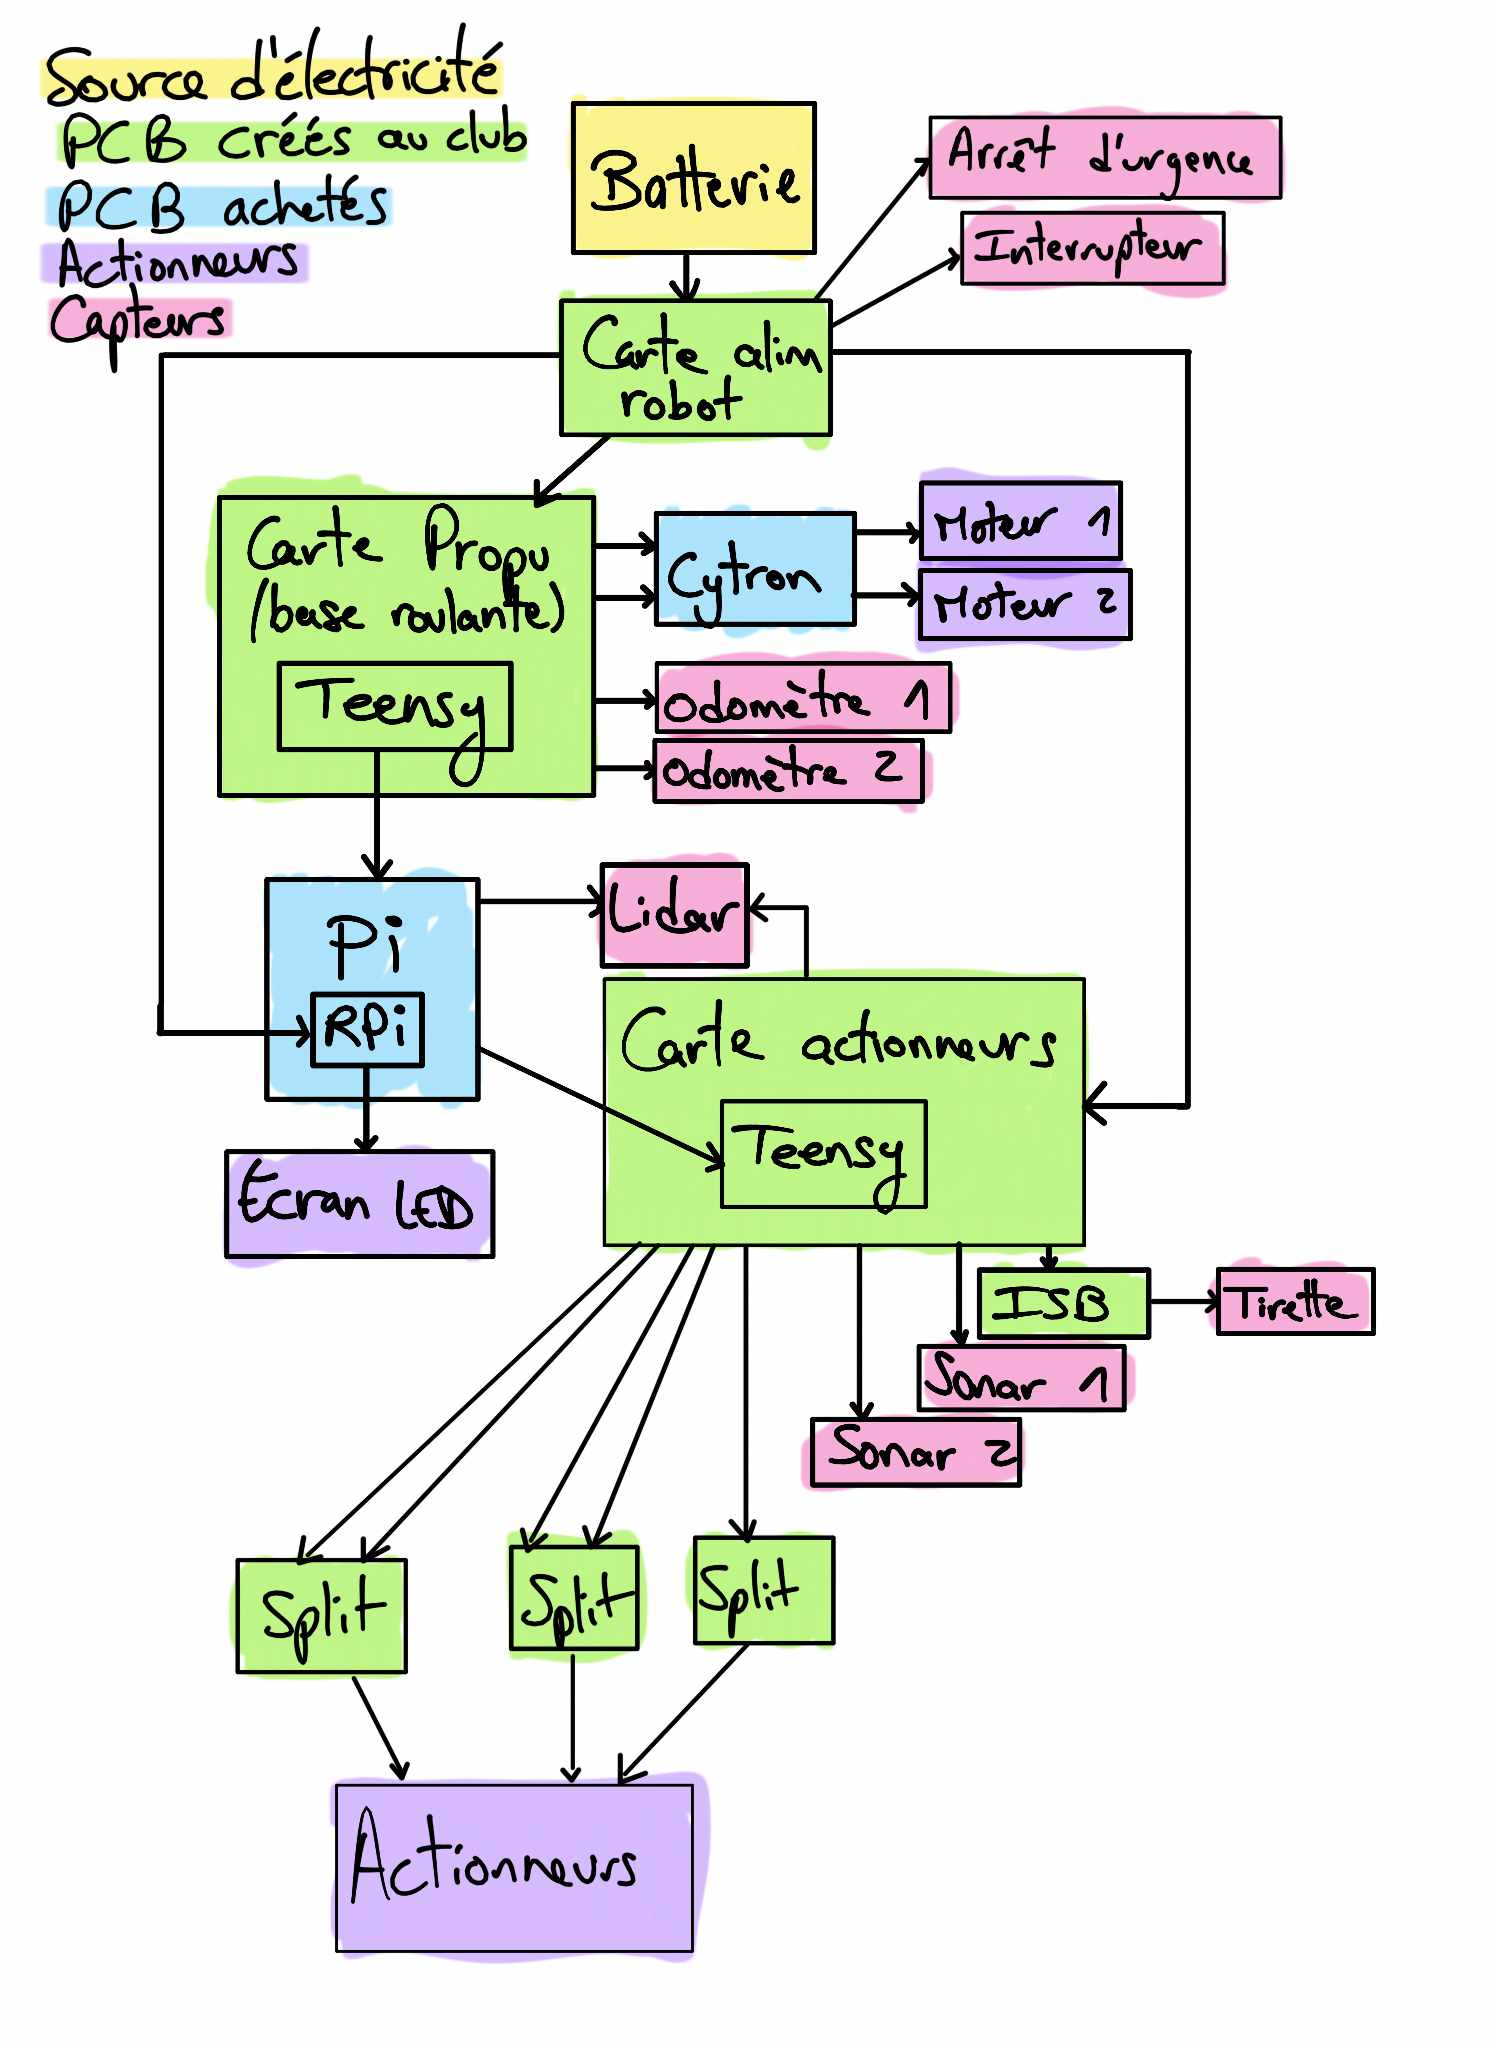 Source d'électricité
PCB créés au club
PCB achetés
Actionneurs
Capteurs
Batterie
Arrêt d'urgence
Interrupteur
Carte alim
robot
Carte Propu
(base roulante)
Teensy
Cytron
Moteur 1
Moteur 2
Odomètre 1
Odomètre 2
Pi
RPi
Lidar
Carte actionneurs
Teensy
Ecran LED
ISB
Tirette
Sonar 1
Sonar 2
Split
Split
Split
Actionneurs